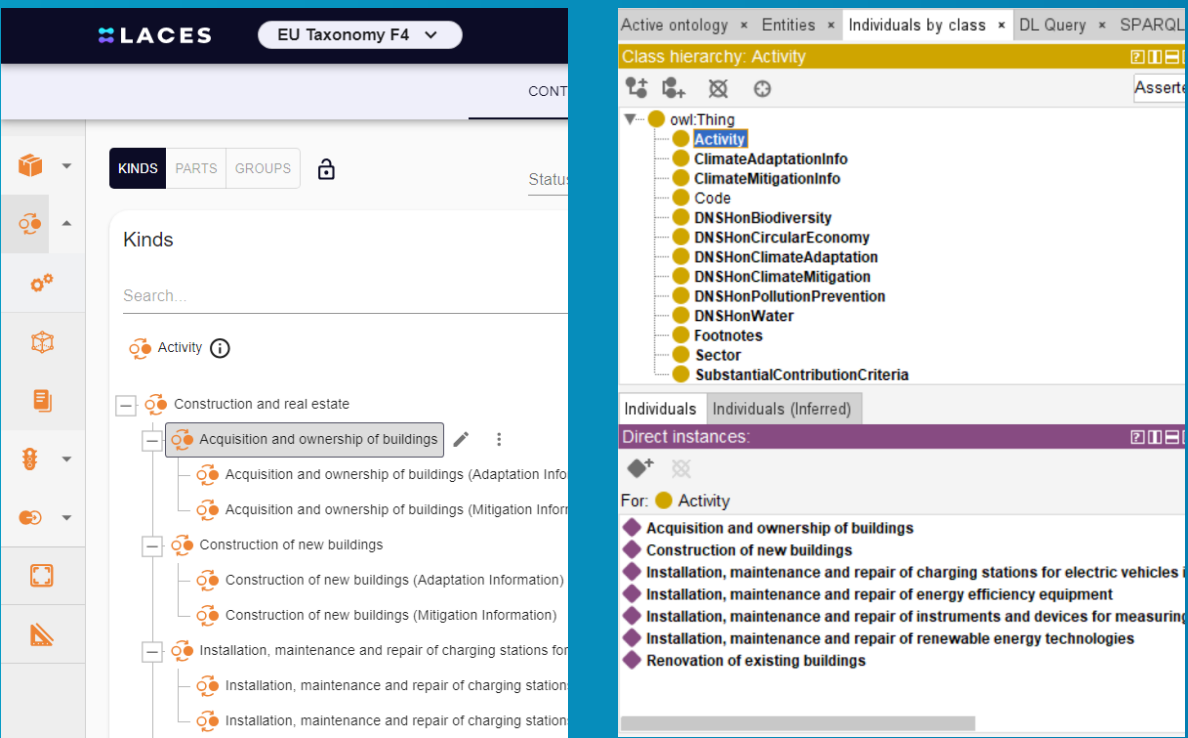 LACES
EU Taxonomy F4
CONT
KINDS
PARTS
GROUPS
Status
Kinds
Search...
Activity
Construction and real estate
Acquisition and ownership of buildings
Acquisition and ownership of buildings (Adaptation Info
Acquisition and ownership of buildings (Mitigation Infor
Construction of new buildings
Construction of new buildings (Adaptation Information)
Construction of new buildings (Mitigation Information)
Installation, maintenance and repair of charging stations for
Installation, maintenance and repair of charging station
Installation, maintenance and repair of charging station
Active ontology × Entities × Individuals by class × DL Query × SPARQL
Class hierarchy: Activity
Asserte
owl:Thing
Activity
ClimateAdaptationInfo
ClimateMitigationInfo
Code
DNSHonBiodiversity
DNSHonCircularEconomy
DNSHonClimateAdaptation
DNSHonClimateMitigation
DNSHonPollutionPrevention
DNSHonWater
Footnotes
Sector
SubstantialContributionCriteria
Individuals
Individuals (Inferred)
Direct instances:
For: Activity
Acquisition and ownership of buildings
Construction of new buildings
Installation, maintenance and repair of charging stations for electric vehicles i
Installation, maintenance and repair of energy efficiency equipment
Installation, maintenance and repair of instruments and devices for measuring
Installation, maintenance and repair of renewable energy technologies
Renovation of existing buildings